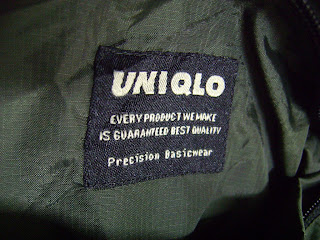 UNIQLO
EVERY PRODUCT WE MAKE
IS GUARANTEED BEST QUALITY
Precision Basicwear